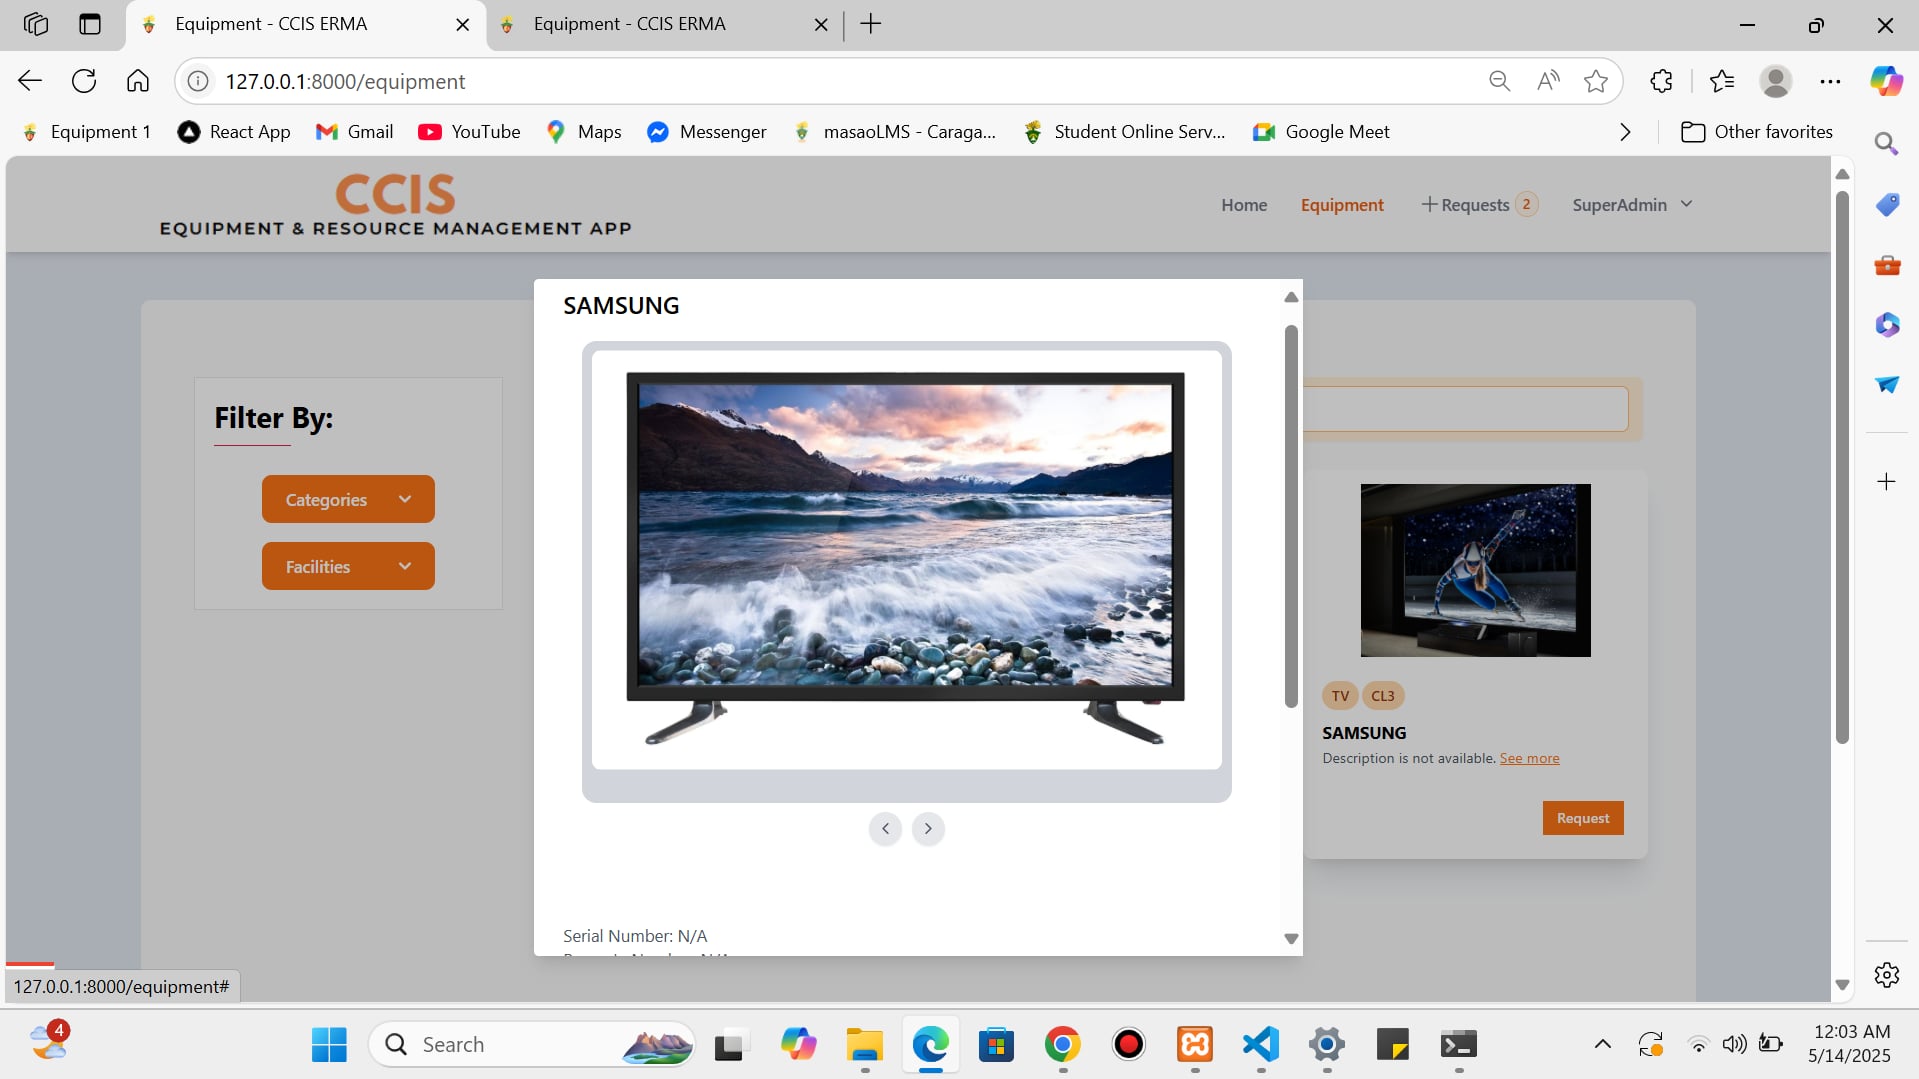 Equipment - CCIS ERMA
Equipment - CCIS ERMA
127.0.0.1:8000/equipment
Equipment 1
React App
Gmail
YouTube
Maps
Messenger
masaoLMS - Caraga...
Student Online Serv...
Google Meet
Other favorites
CCIS
EQUIPMENT & RESOURCE MANAGEMENT APP
Home
Equipment
Requests 2
SuperAdmin
SAMSUNG
Filter By:
Categories
Facilities
TV CL3
SAMSUNG
Description is not available. See more
Request
Serial Number: N/A
127.0.0.1:8000/equipment#
4
Search
12:03 AM
5/14/2025